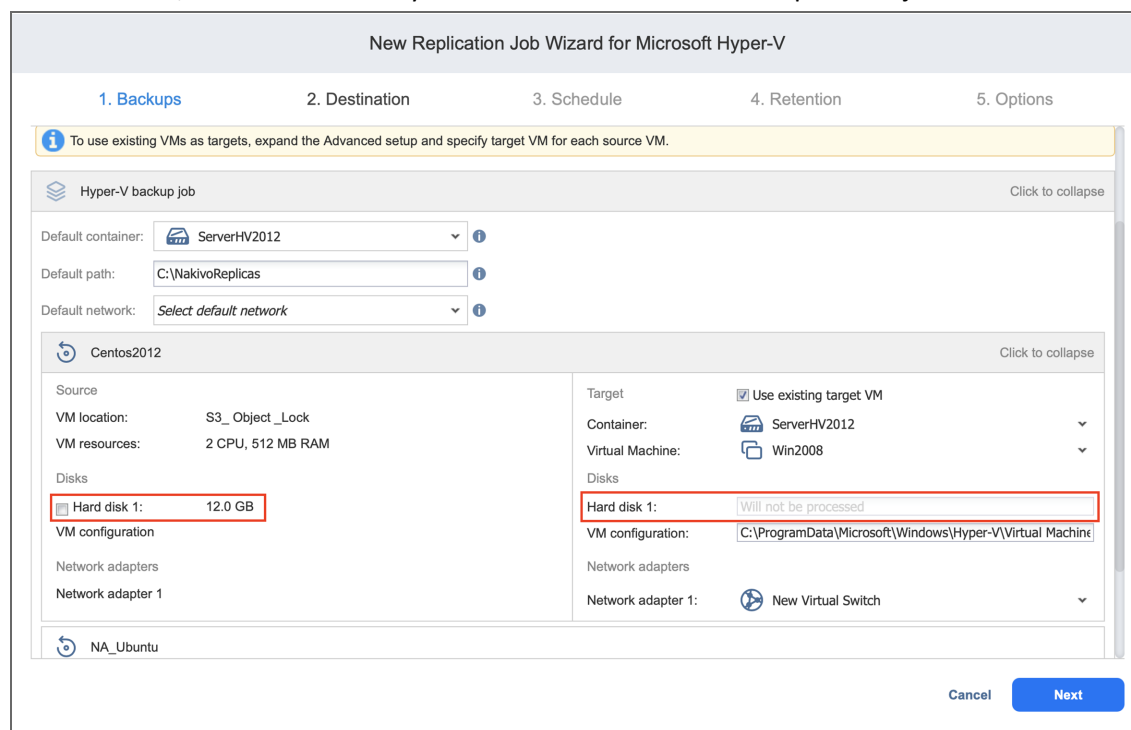 New Replication Job Wizard for Microsoft Hyper-V
1. Backups 2. Destination 3. Schedule 4. Retention 5. Options
To use existing VMs as targets, expand the Advanced setup and specify target VM for each source VM.
Hyper-V backup job Click to collapse
Default container: ServerHV2012
Default path: C:\NakivoReplicas
Default network: Select default network
Centos2012 Click to collapse
Source Target Use existing target VM
VM location: S3_ Object _Lock Container: ServerHV2012
VM resources: 2 CPU, 512 MB RAM Virtual Machine: Win2008
Disks Disks
Hard disk 1: 12.0 GB Hard disk 1: Will not be processed
VM configuration VM configuration: C:\ProgramData\Microsoft\Windows\Hyper-V\Virtual Machine
Network adapters Network adapters
Network adapter 1 Network adapter 1: New Virtual Switch
NA_Ubuntu
Cancel Next